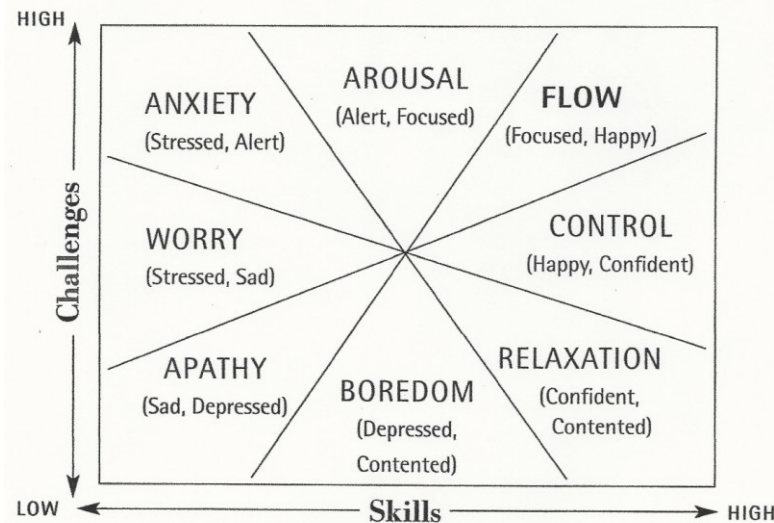 HIGH
AROUSAL
(Alert, Focused)
ANXIETY
(Stressed, Alert)
FLOW
(Focused, Happy)
Challenges
WORRY
(Stressed, Sad)
CONTROL
(Happy, Confident)
APATHY
(Sad, Depressed)
BOREDOM
(Depressed,
Contented)
RELAXATION
(Confident,
Contented)
LOW
Skills
HIGH